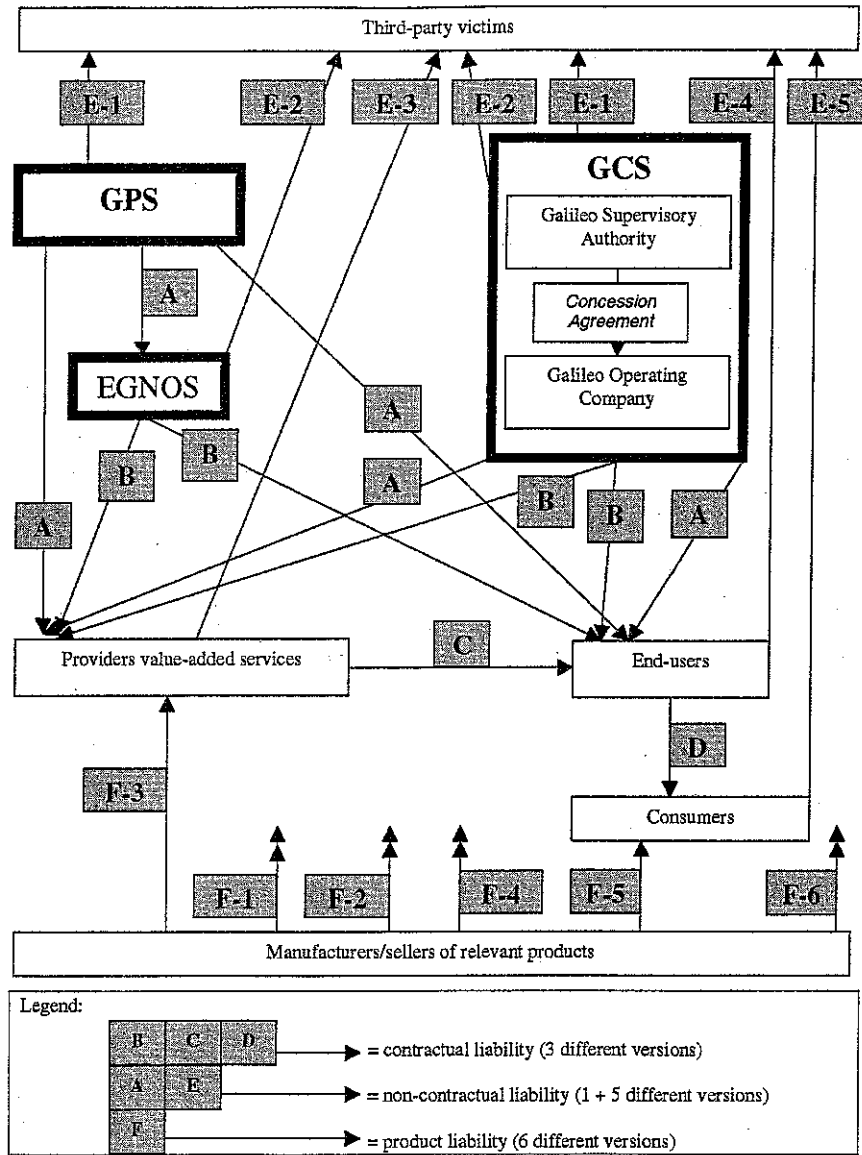 Third-party victims
E-1
E-2
E-3
E-2
E-1
E-4
E-5
GPS
GCS
Galileo Supervisory
Authority
A
Concession
Agreement
EGNOS
Galileo Operating
Company
A
B
B
A
B
B
A
A
Providers value-added services
C
End-users
D
F-3
Consumers
F-1
F-2
F-4
F-5
F-6
Manufacturers/sellers of relevant products
Legend:
B C D = contractual liability (3 different versions)
A E = non-contractual liability (1 + 5 different versions)
F = product liability (6 different versions)